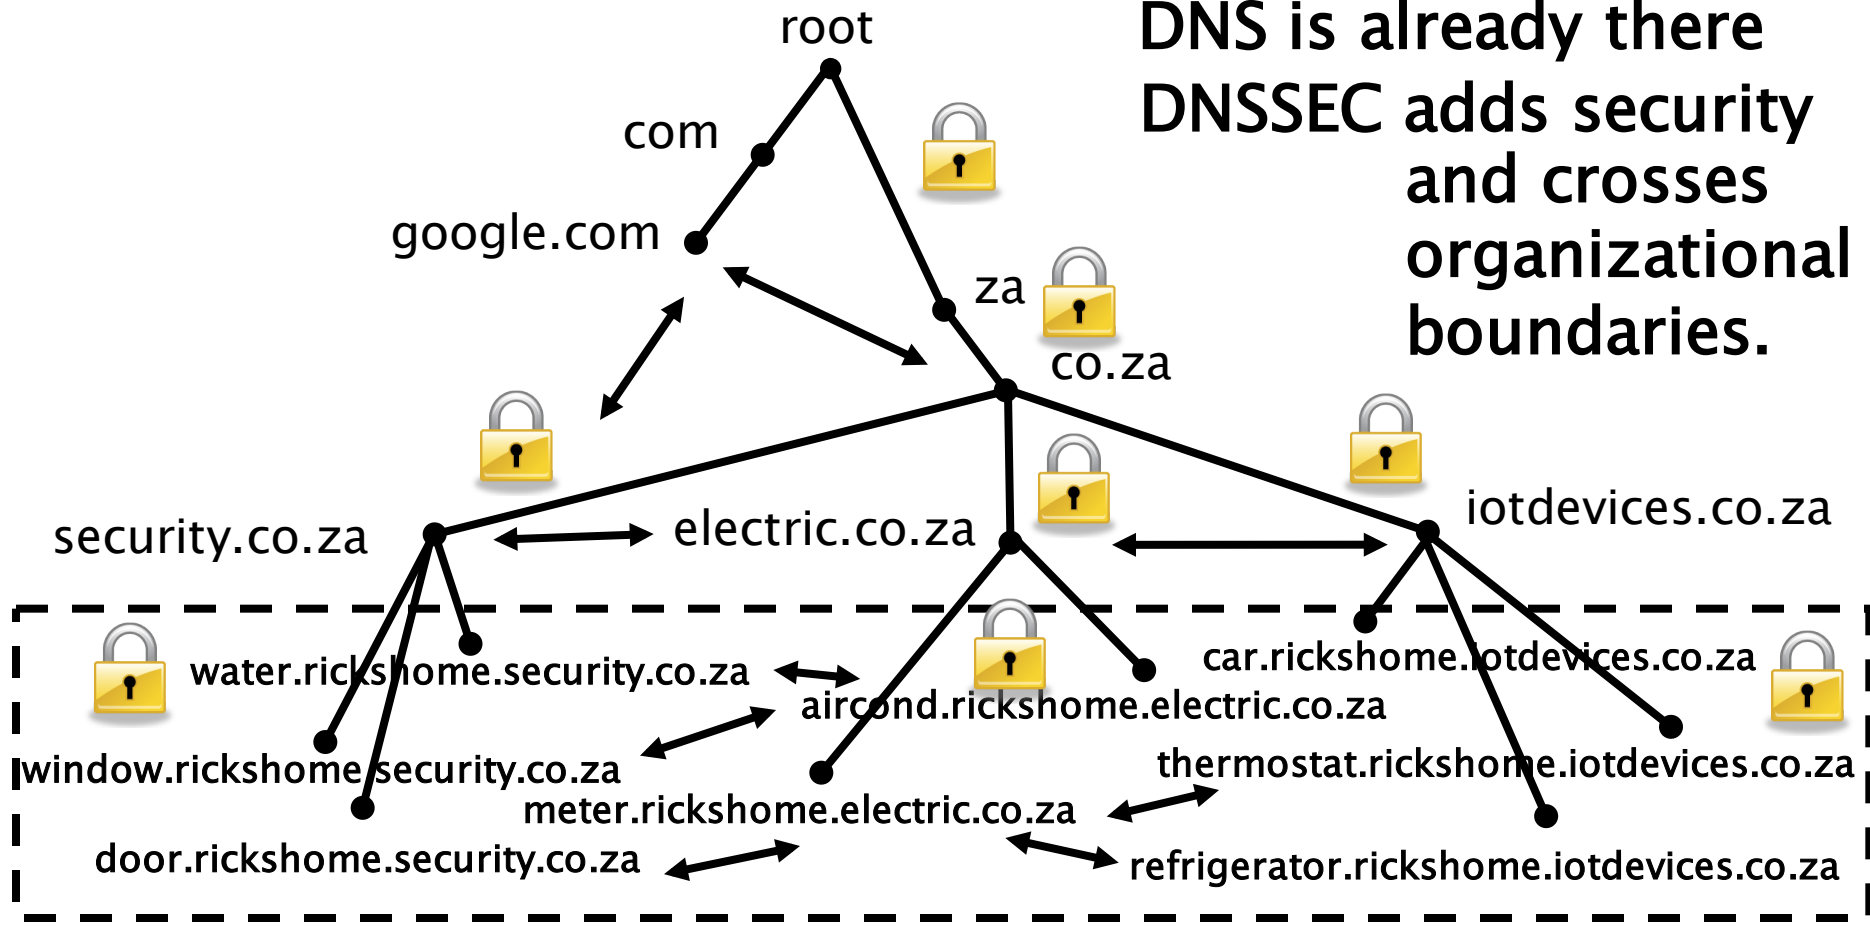 root
DNS is already there
com
DNSSEC adds security
and crosses
google.com
organizational
za
boundaries.
co.za
security.co.za
electric.co.za
iotdevices.co.za
water.rickshome.security.co.za
car.rickshome.iotdevices.co.za
aircond.rickshome.electric.co.za
window.rickshome.security.co.za
thermostat.rickshome.iotdevices.co.za
meter.rickshome.electric.co.za
door.rickshome.security.co.za
refrigerator.rickshome.iotdevices.co.za